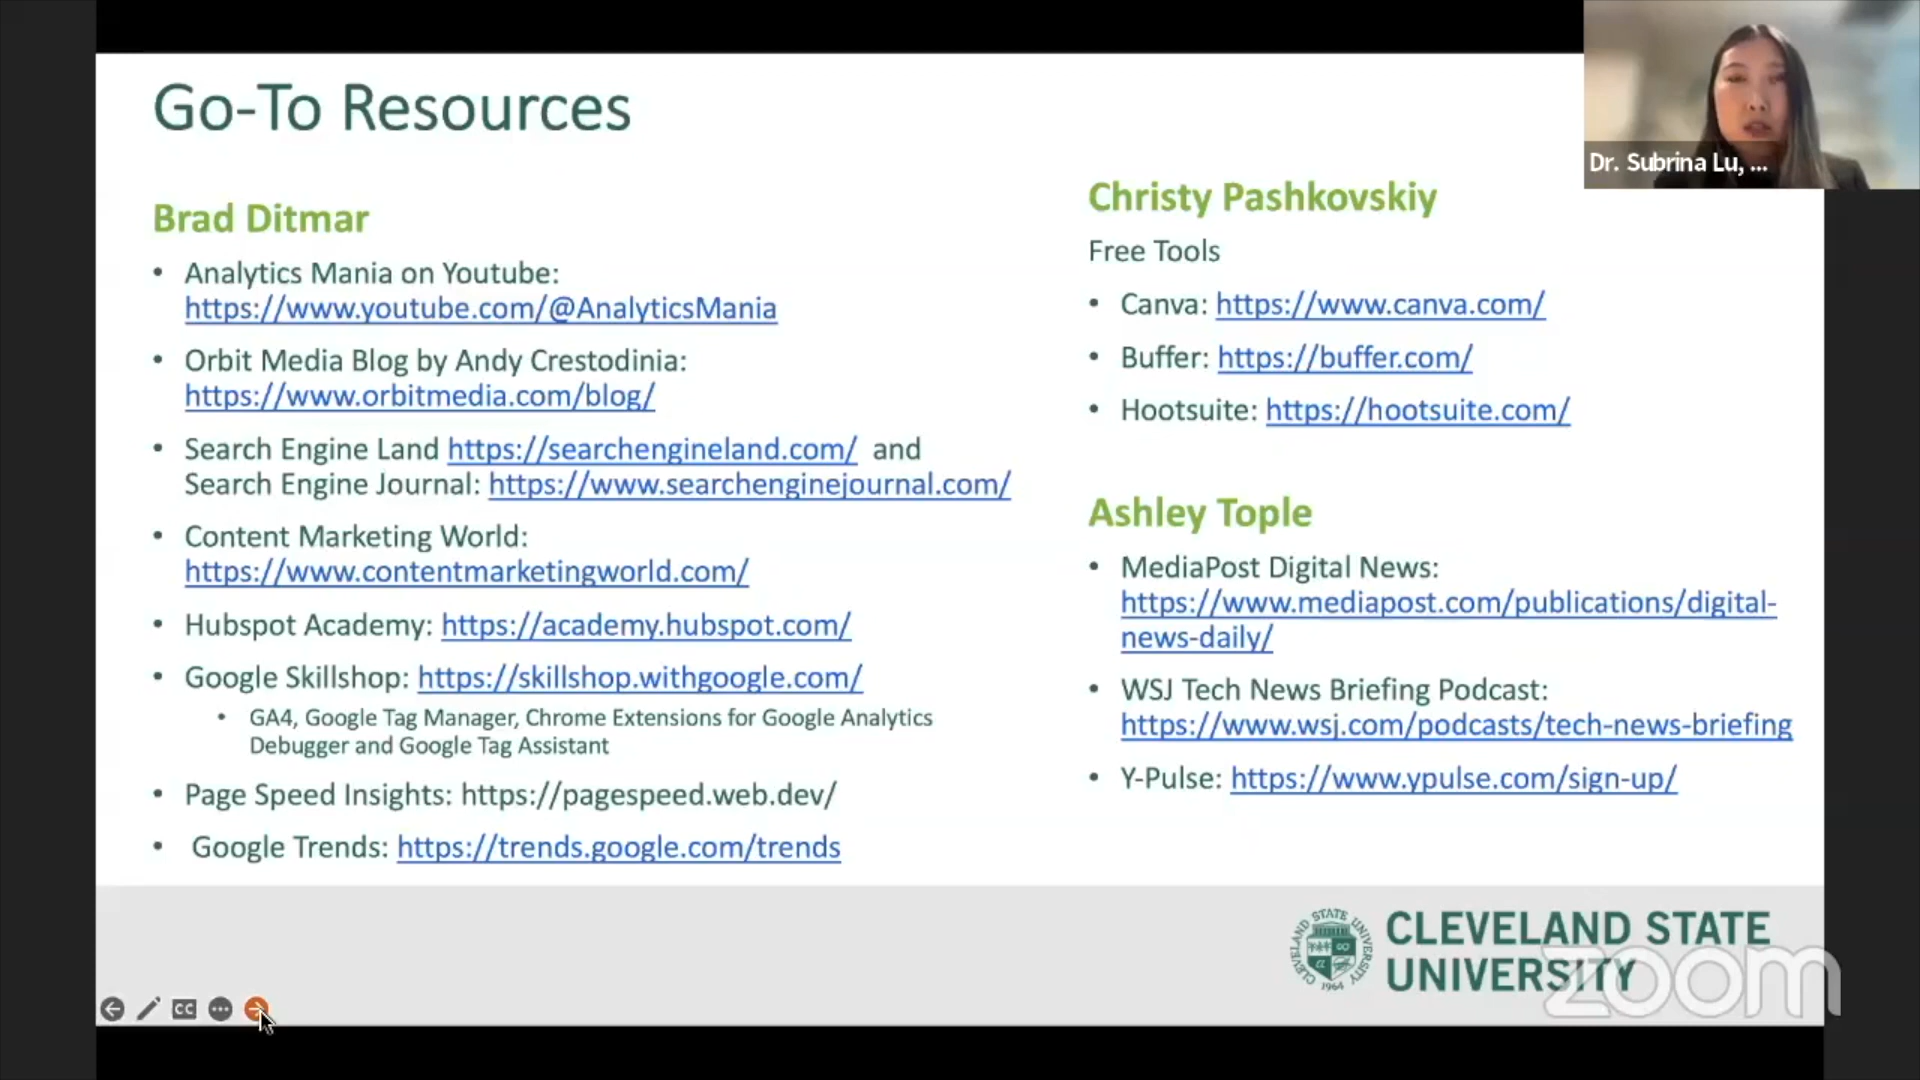 Go-To Resources
Brad Ditmar
• Analytics Mania on Youtube:
https://www.youtube.com/@AnalyticsMania
• Orbit Media Blog by Andy Crestodinia:
https://www.orbitmedia.com/blog/
• Search Engine Land https://searchengineland.com/ and
Search Engine Journal: https://www.searchenginejournal.com/
• Content Marketing World:
https://www.contentmarketingworld.com/
• Hubspot Academy: https://academy.hubspot.com/
• Google Skillshop: https://skillshop.withgoogle.com/
• GA4, Google Tag Manager, Chrome Extensions for Google Analytics
Debugger and Google Tag Assistant
• Page Speed Insights: https://pagespeed.web.dev/
• Google Trends: https://trends.google.com/trends
Christy Pashkovskiy
Free Tools
• Canva: https://www.canva.com/
• Buffer: https://buffer.com/
• Hootsuite: https://hootsuite.com/
Ashley Tople
• MediaPost Digital News:
https://www.mediapost.com/publications/digital-
news-daily/
• WSJ Tech News Briefing Podcast:
https://www.wsj.com/podcasts/tech-news-briefing
• Y-Pulse: https://www.ypulse.com/sign-up/
Dr. Subrina Lu, ...
CLEVELAND STATE UNIVERSITY
1964
CLEVELAND STATE
UNIVERSITY
zoom
CC